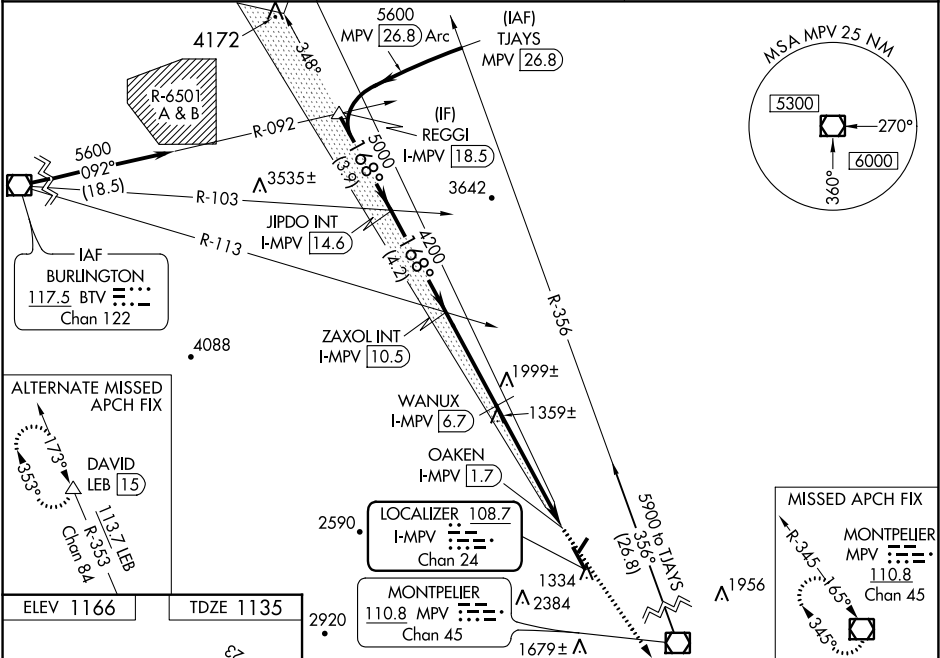 4172
348°
5600
MPV 26.8 Arc
(IAF)
TJAYS
MPV 26.8
MSA MPV 25 NM
5300
270°
6000
360°
R-6501
A & B
R-092
5600
092°
(18.5)
(IF)
REGGI
I-MPV 18.5
5000
168°
(3.9)
3535±
3642
R-103
JIPDO INT
I-MPV 14.6
R-113
4200
168°
(4.2)
IAF
BURLINGTON
117.5 BTV
Chan 122
R-356
ZAXOL INT
I-MPV 10.5
4088
1999±
WANUX
I-MPV 6.7
1359±
ALTERNATE MISSED
APCH FIX
173°
353°
DAVID
LEB 15
113.7 LEB
R-353
Chan 84
OAKEN
I-MPV 1.7
2590
LOCALIZER 108.7
I-MPV
Chan 24
5900 to TJAYS
356°
(26.8)
MISSED APCH FIX
R-345
165°
345°
MONTPELIER
MPV
110.8
Chan 45
1334
2384
1956
MONTPELIER
110.8 MPV
Chan 45
ELEV 1166
TDZE 1135
2920
1679±